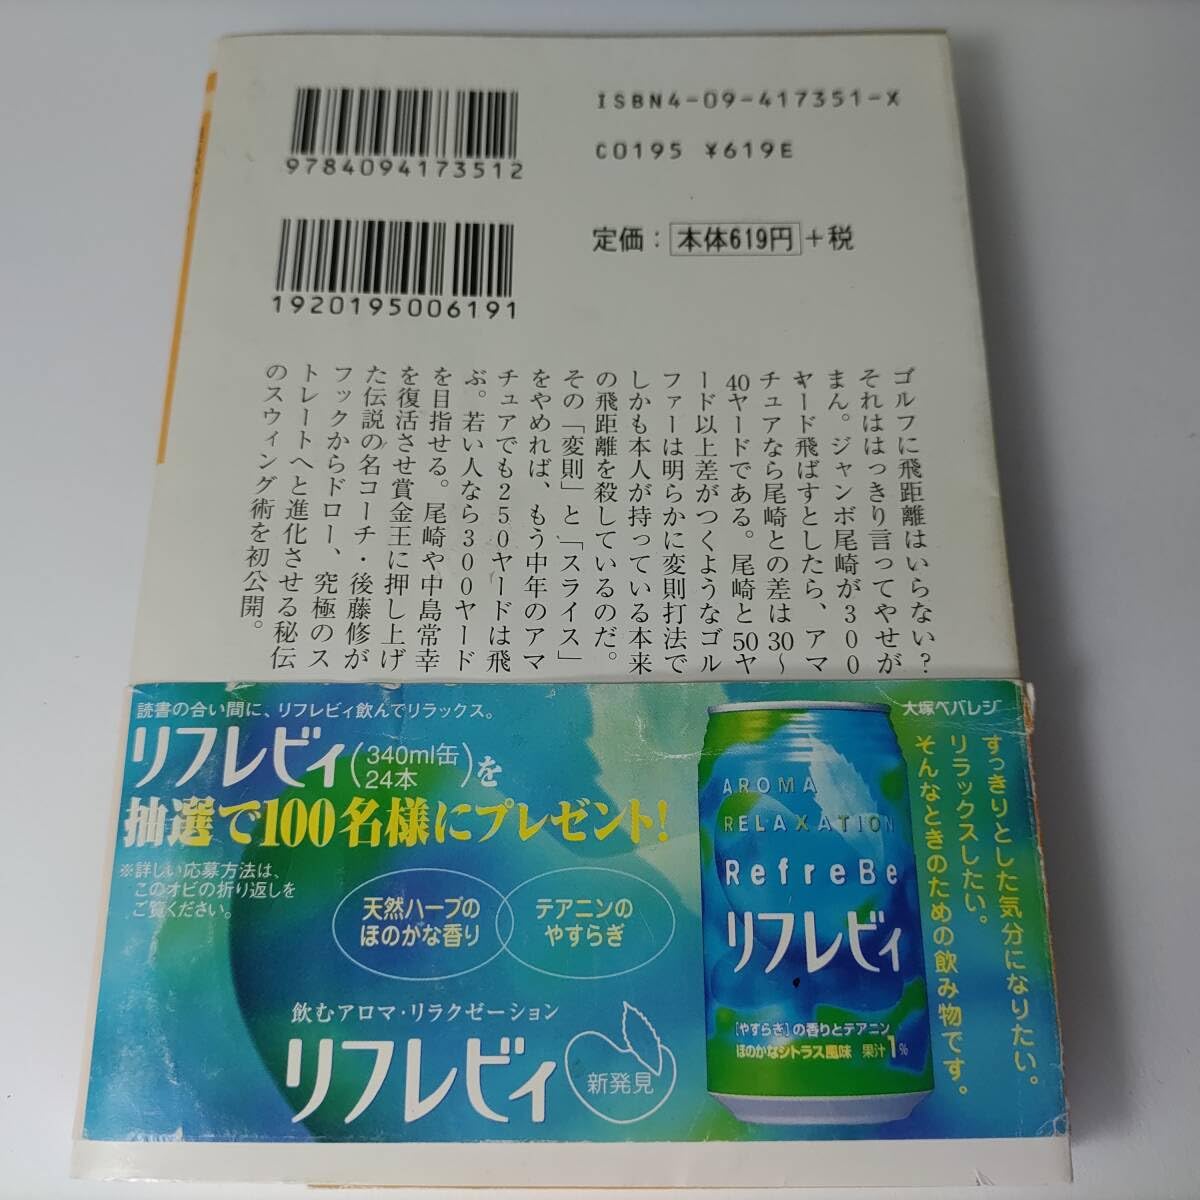 9784094173512
ISBN4-09-417351-X
C0195 ¥619E
1920195006191
定価：本体619円+税
ゴルフに飛距離はいらない？
それははっきり言ってやせが
まん。ジャンボ尾崎が３００
ヤード飛ばすとしたら、アマ
チュアなら尾崎との差は30～
40ヤードである。尾崎と50ヤ
ード以上差がつくようなゴル
ファーは明らかに変則打法で
しかも本人が持っている本来
の飛距離を殺しているのだ。
その「変則」と「スライス」
をやめれば、もう中年のアマ
チュアでも２５０ヤードは飛
ぶ。若い人なら３００ヤード
を目指せる。尾崎や中島常幸
を復活させ賞金王に押し上げ
た伝説の名コーチ・後藤修が
フックからドロー、究極のス
トレートへと進化させる秘伝
のスウィング術を初公開。
読書の合い間に、リフレビィ飲んでリラックス。
リフレビィ(340ml缶 24本)を
抽選で100名様にプレゼント!
※詳しい応募方法は、
このオビの折り返しを
ご覧ください。
天然ハーブの
ほのかな香り
テアニンの
やすらぎ
飲むアロマ・リラクゼーション
リフレビィ
新発見
AROMA
RELAXATION
RefreBe
リフレビィ
[やすらぎ]の香りとテアニン
ほのかなシトラス風味 果汁1%
大塚ベバレジ
すっきりとした気分になりたい。
リラックスしたい。
そんなときのための飲み物です。